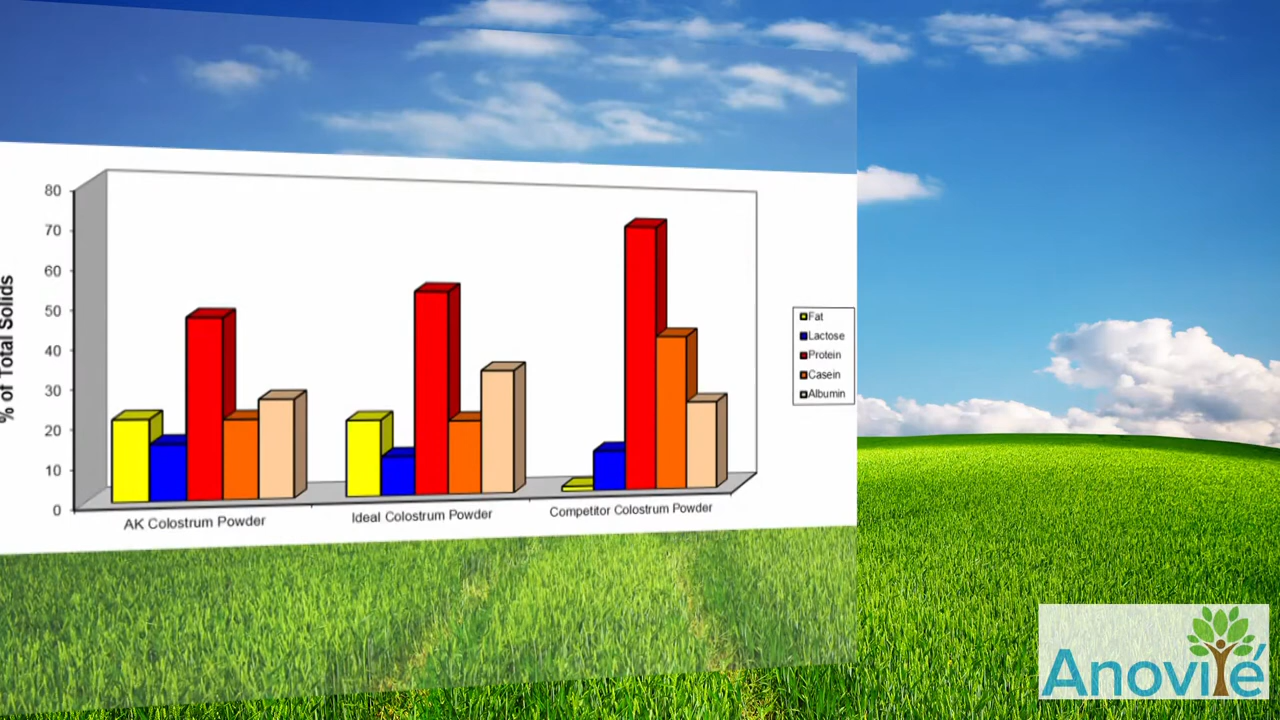 80
70
60
50
40
30
20
10
0
% of Total Solids
AK Colostrum Powder
Ideal Colostrum Powder
Competitor Colostrum Powder
Fat
Lactose
Protein
Casein
Albumin
Anovité